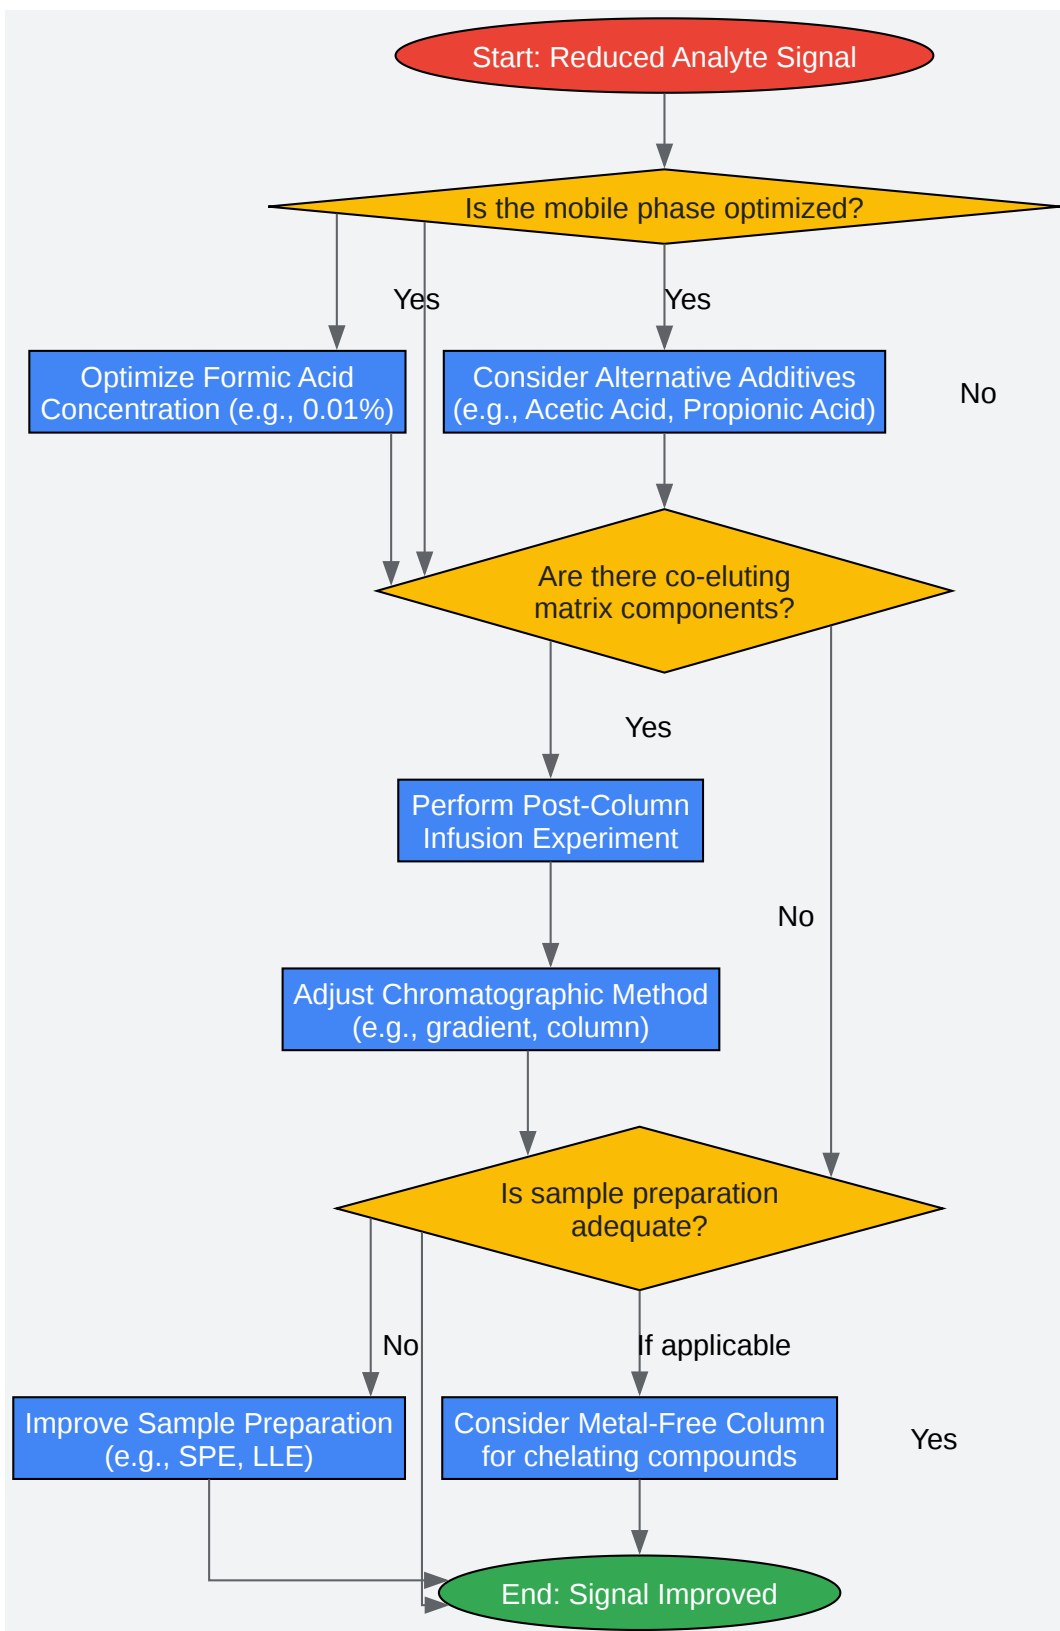 Start: Reduced Analyte Signal
Is the mobile phase optimized?
Yes
Yes
Optimize Formic Acid
Concentration (e.g., 0.01%)
Consider Alternative Additives
(e.g., Acetic Acid, Propionic Acid)
No
Are there co-eluting
matrix components?
Yes
Perform Post-Column
Infusion Experiment
No
Adjust Chromatographic Method
(e.g., gradient, column)
Is sample preparation
adequate?
No
If applicable
Improve Sample Preparation
(e.g., SPE, LLE)
Consider Metal-Free Column
for chelating compounds
Yes
End: Signal Improved